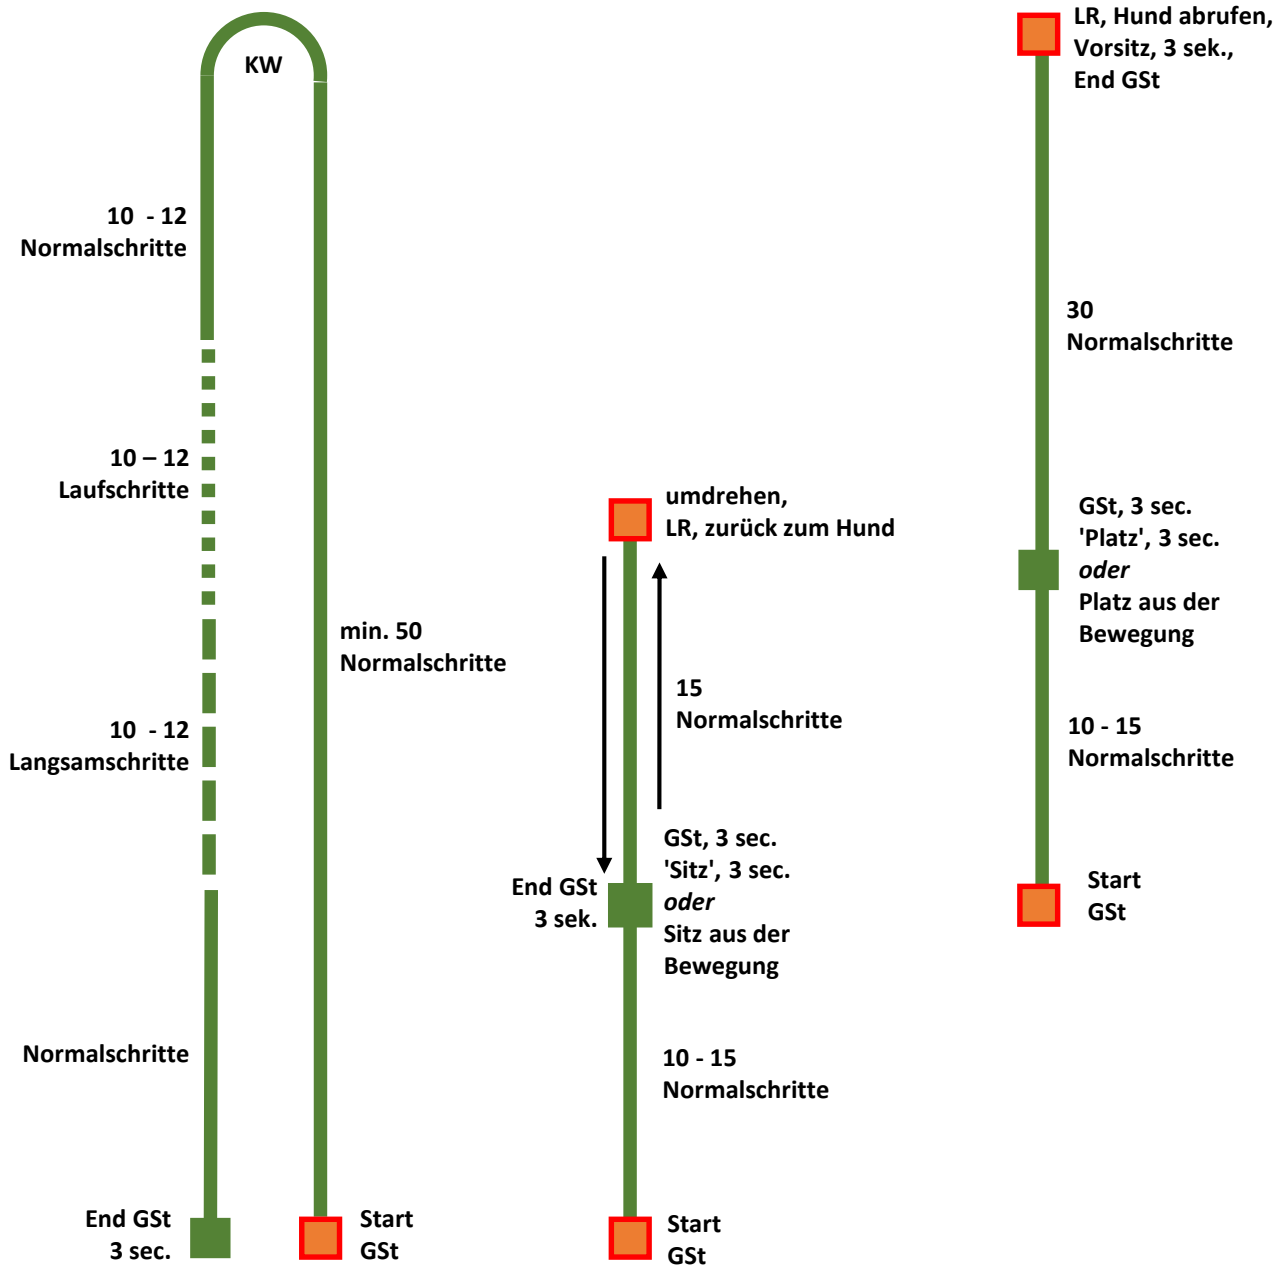 KW
10 - 12
Normalschritte
10 – 12
Laufschritte
10 - 12
Langsamschritte
Normalschritte
End GSt
3 sec.
min. 50
Normalschritte
Start
GSt
umdrehen,
LR, zurück zum Hund
15
Normalschritte
GSt, 3 sec.
'Sitz', 3 sec.
oder
Sitz aus der
Bewegung
End GSt
3 sek.
10 - 15
Normalschritte
Start
GSt
LR, Hund abrufen,
Vorsitz, 3 sek.,
End GSt
30
Normalschritte
GSt, 3 sec.
'Platz', 3 sec.
oder
Platz aus der
Bewegung
10 - 15
Normalschritte
Start
GSt